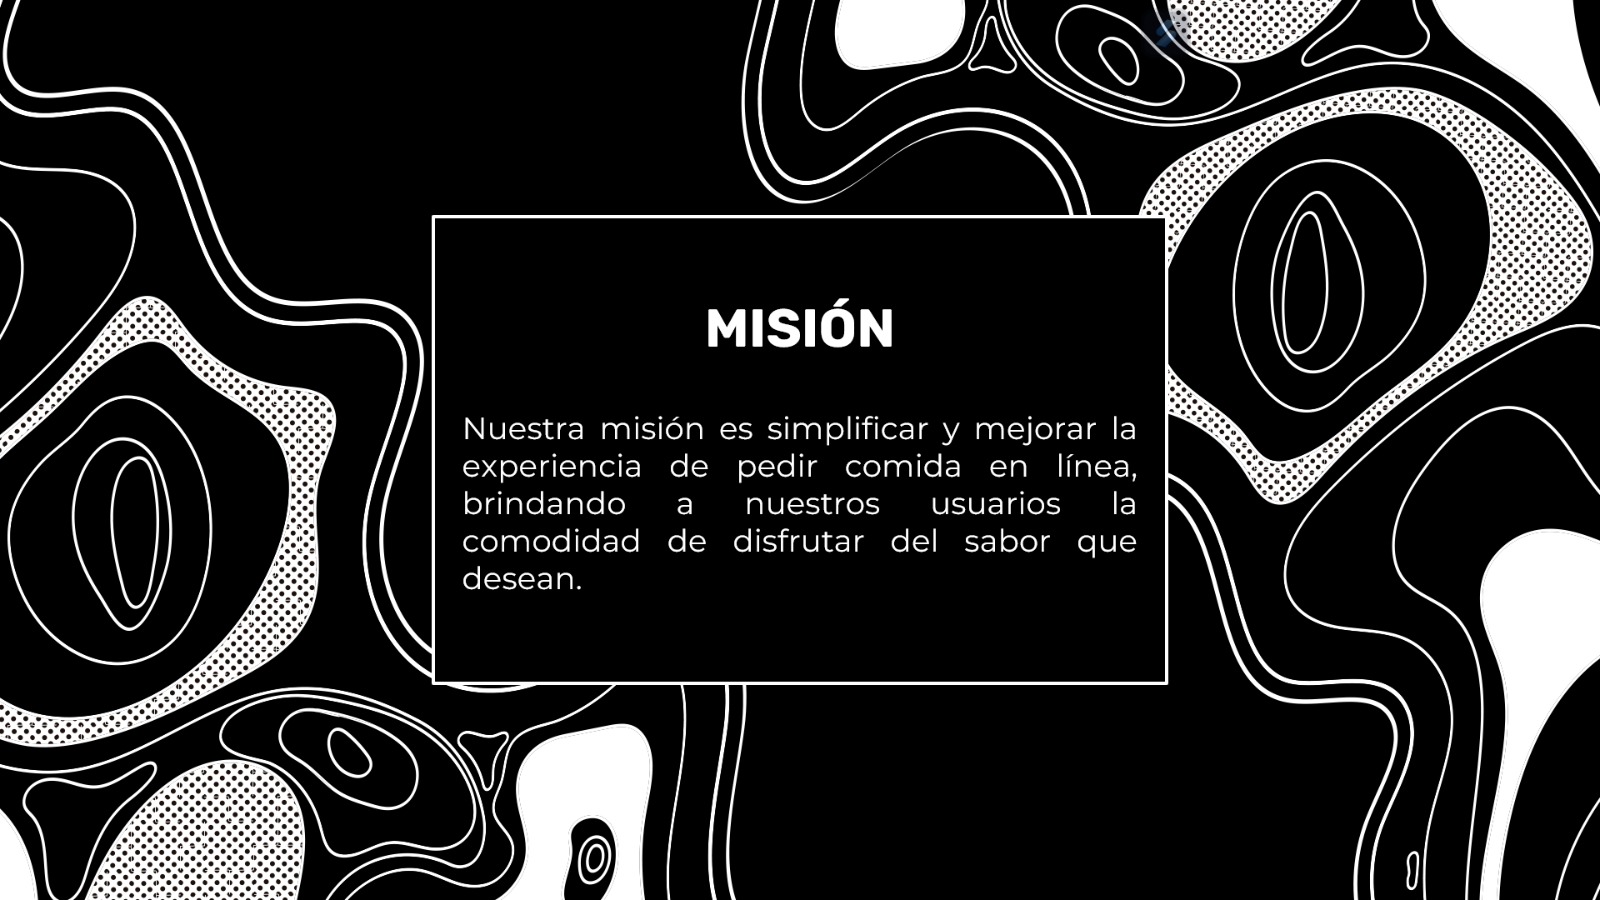 MISIÓN
Nuestra misión es simplificar y mejorar la
experiencia de pedir comida en línea,
brindando a nuestros usuarios la
comodidad de disfrutar del sabor que
desean.